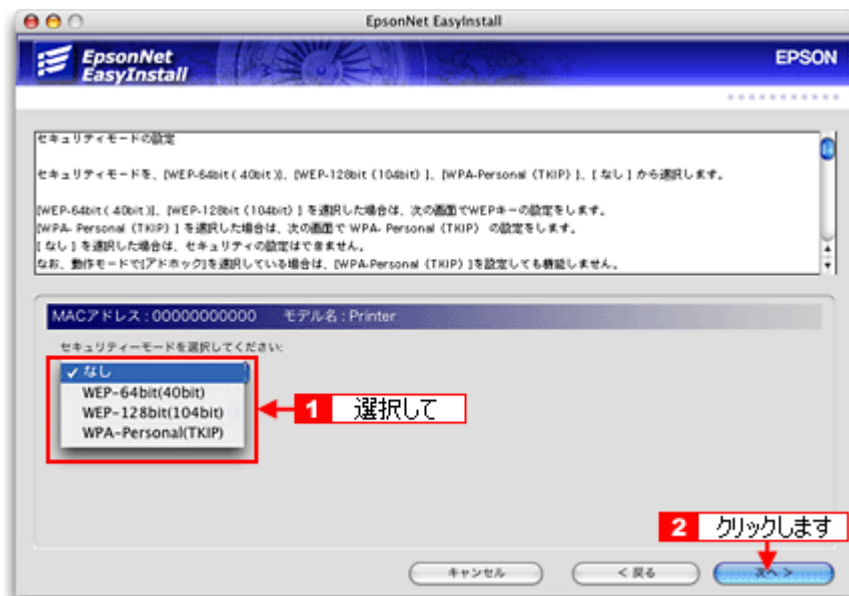 EpsonNet EasyInstall
EpsonNet
EasyInstall
EPSON
セキュリティモードの設定
セキュリティモードを、[WEP-64bit ( 40bit )]、[WEP-128bit（104bit）]、[WPA-Personal（TKIP）]、[ なし ] から選択します。
[WEP-64bit ( 40bit )]、[WEP-128bit（104bit）] を選択した場合は、次の画面でWEPキーの設定をします。
[WPA- Personal（TKIP）] を選択した場合は、次の画面で WPA- Personal（TKIP） の設定をします。
[ なし ] を選択した場合は、セキュリティの設定はできません。
なお、動作モードで[アドホック]を選択している場合は、[WPA-Personal（TKIP）]を設定しても機能しません。
MACアドレス : 00000000000 モデル名 : Printer
セキュリティーモードを選択してください:
✓ なし
WEP-64bit(40bit)
WEP-128bit(104bit)
WPA-Personal(TKIP)
1 選択して
2 クリックします
キャンセル
< 戻る
次へ >